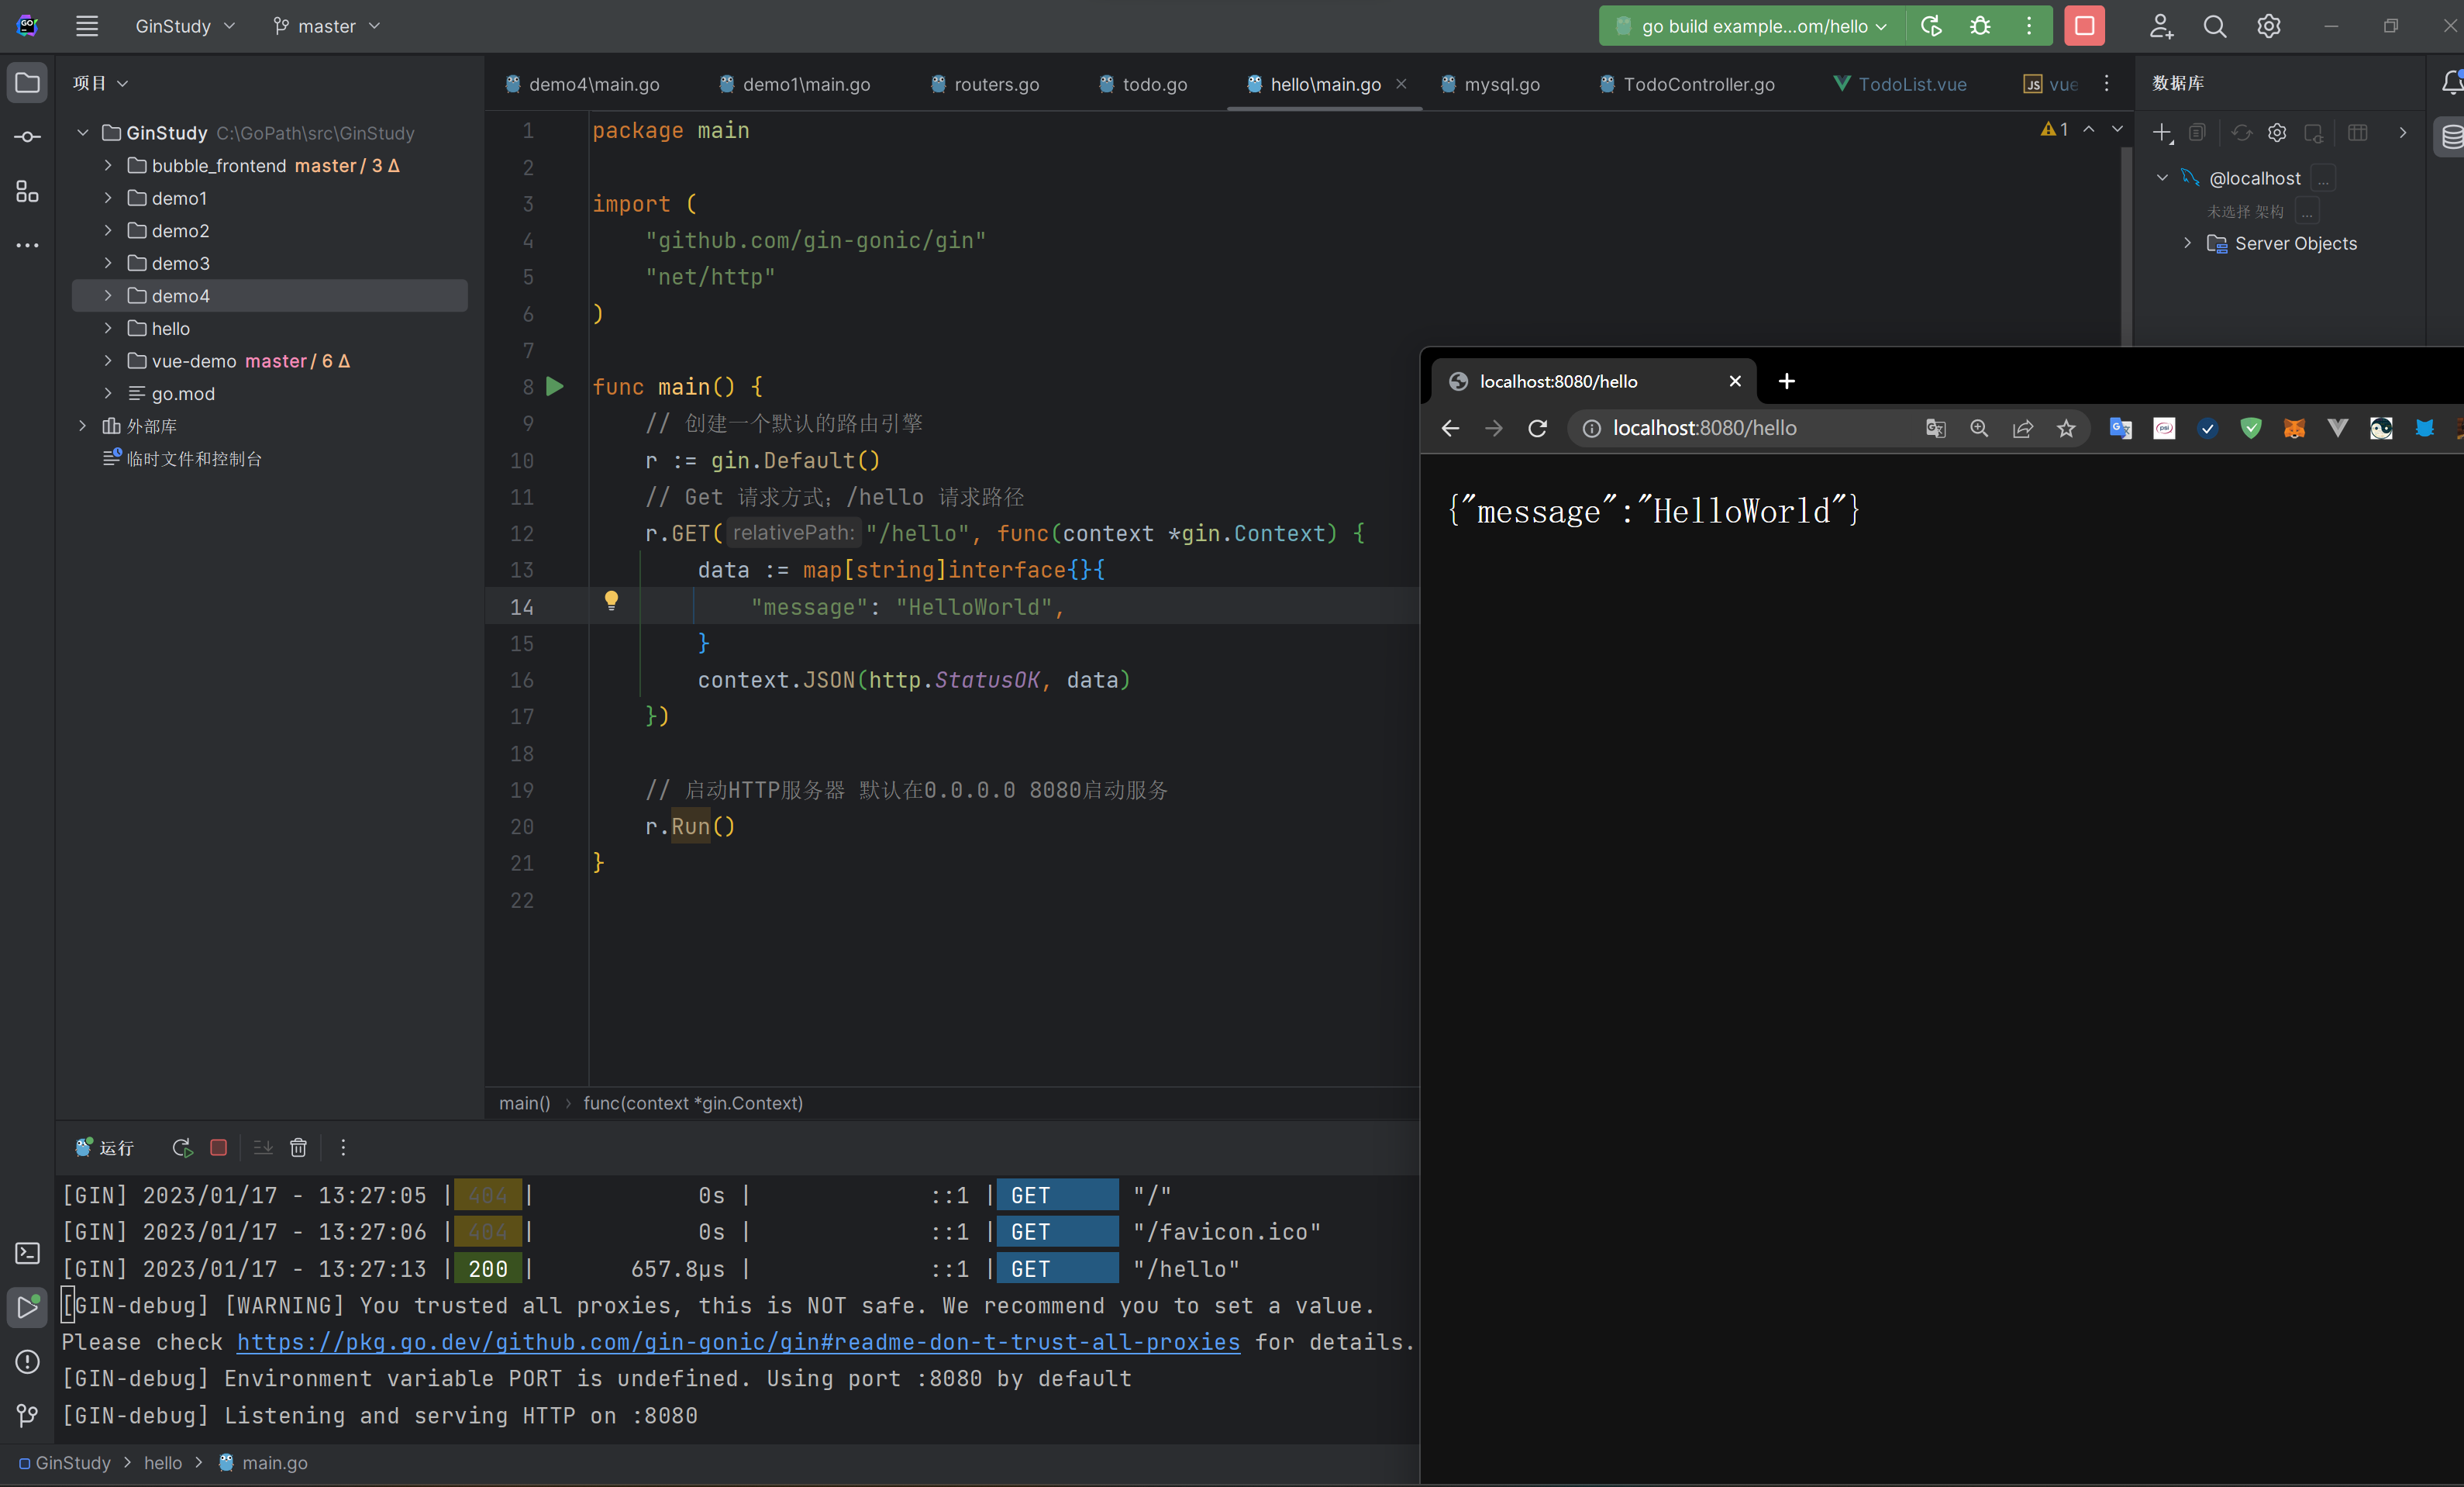 GinStudy
master
go build example...om/hello
项目
demo4\main.go
demo1\main.go
routers.go
todo.go
hello\main.go
mysql.go
TodoController.go
TodoList.vue
JS vue
数据库
GinStudy C:\GoPath\src\GinStudy
bubble_frontend master / 3 Δ
demo1
demo2
demo3
demo4
hello
vue-demo master / 6 Δ
go.mod
外部库
临时文件和控制台
1 package main
2
3 import (
4 "github.com/gin-gonic/gin"
5 "net/http"
6 )
7
8 func main() {
9 // 创建一个默认的路由引擎
10 r := gin.Default()
11 // Get 请求方式；/hello 请求路径
12 r.GET( relativePath: "/hello", func(context *gin.Context) {
13 data := map[string]interface{}{
14 "message": "HelloWorld",
15 }
16 context.JSON(http.StatusOK, data)
17 })
18
19 // 启动HTTP服务器 默认在0.0.0.0 8080启动服务
20 r.Run()
21 }
22
1
@localhost ...
未选择 架构 ...
Server Objects
localhost:8080/hello
localhost:8080/hello
{"message":"HelloWorld"}
main() › func(context *gin.Context)
运行
[GIN] 2023/01/17 - 13:27:05 | 404 | 0s | ::1 | GET "/"
[GIN] 2023/01/17 - 13:27:06 | 404 | 0s | ::1 | GET "/favicon.ico"
[GIN] 2023/01/17 - 13:27:13 | 200 | 657.8µs | ::1 | GET "/hello"
[GIN-debug] [WARNING] You trusted all proxies, this is NOT safe. We recommend you to set a value.
Please check https://pkg.go.dev/github.com/gin-gonic/gin#readme-don-t-trust-all-proxies for details.
[GIN-debug] Environment variable PORT is undefined. Using port :8080 by default
[GIN-debug] Listening and serving HTTP on :8080
GinStudy › hello › main.go